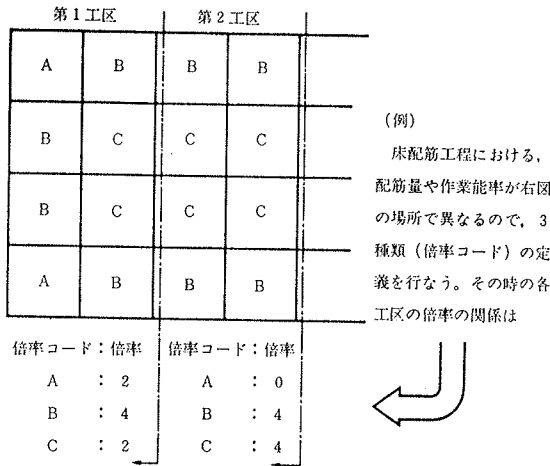 第1工区 第2工区
A B B B
B C C C
B C C C
A B B B
(例)
床配筋工程における,
配筋量や作業能率が右図
の場所で異なるので, 3
種類(倍率コード)の定
義を行なう。その時の各
工区の倍率の関係は
倍率コード:倍率 倍率コード:倍率
A : 2 A : 0
B : 4 B : 4
C : 2 C : 4